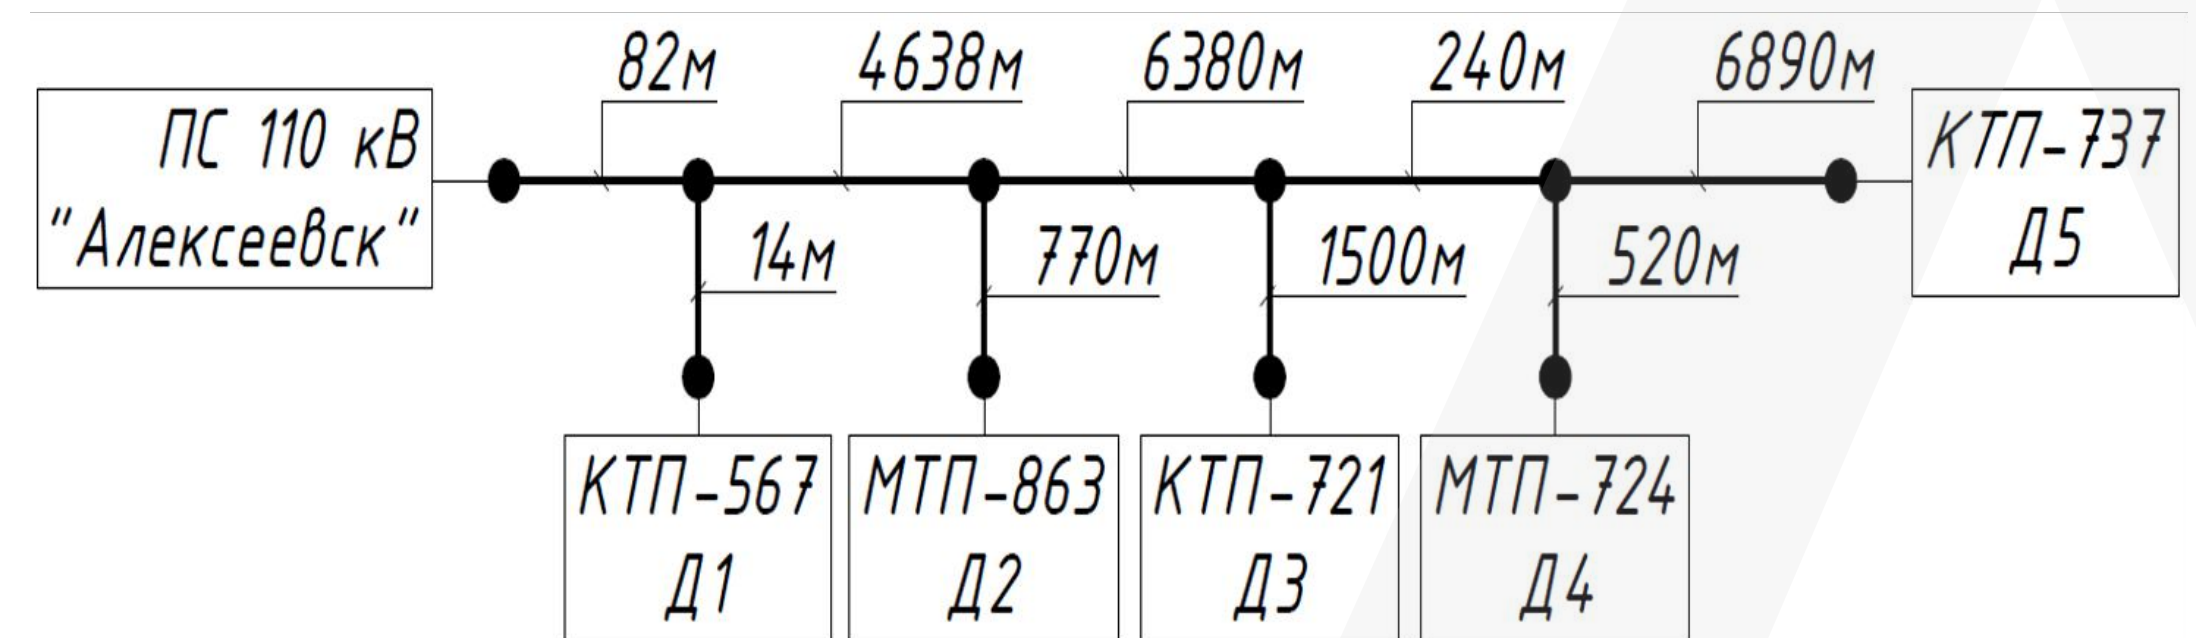 82м 4638м 6380м 240м 6890м
ПС 110 кВ
"Алексеевск"
КТП-737
Д5
14м 770м 1500м 520м
КТП-567
Д1
МТП-863
Д2
КТП-721
Д3
МТП-724
Д4